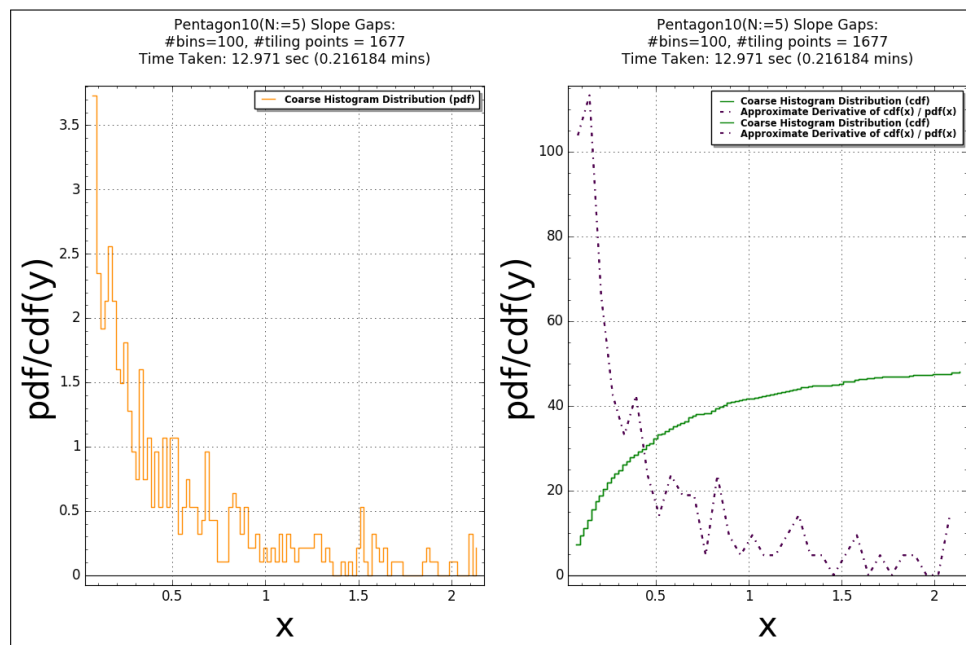 Pentagon10(N:=5) Slope Gaps:
#bins=100, #tiling points = 1677
Time Taken: 12.971 sec (0.216184 mins)
Coarse Histogram Distribution (pdf)
3.5
3
2.5
2
1.5
1
0.5
0
pdf/cdf(y)
0.5
1
1.5
2
x
Pentagon10(N:=5) Slope Gaps:
#bins=100, #tiling points = 1677
Time Taken: 12.971 sec (0.216184 mins)
Coarse Histogram Distribution (cdf)
Approximate Derivative of cdf(x) / pdf(x)
Coarse Histogram Distribution (cdf)
Approximate Derivative of cdf(x) / pdf(x)
100
80
60
40
20
0
pdf/cdf(y)
0.5
1
1.5
2
x